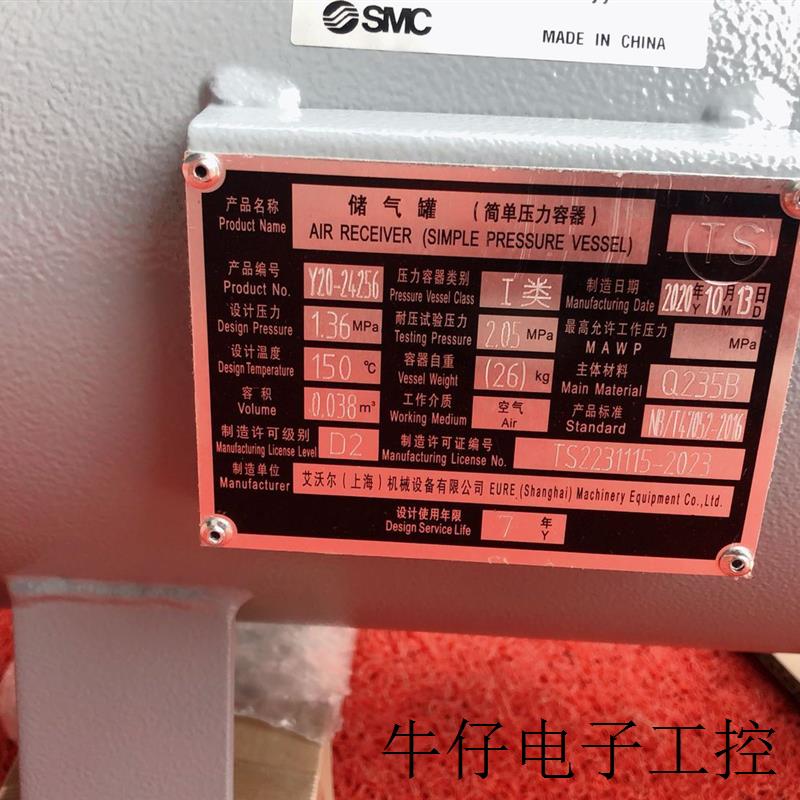 SMC
MADE IN CHINA
产品名称 储气罐 (简单压力容器)
Product Name AIR RECEIVER (SIMPLE PRESSURE VESSEL) TS
产品编号 Y20-24256 压力容器类别 I类 制造日期 2020年10月13日
Product No. Pressure Vessel Class Manufacturing Date Y M D
设计压力 1.36 MPa 耐压试验压力 2.05 MPa 最高允许工作压力 MPa
Design Pressure Testing Pressure MAWP
设计温度 150 ℃ 容器自重 (26) kg 主体材料 Q235B
Design Temperature Vessel Weight Main Material
容积 0.038 m³ 工作介质 空气 产品标准 NB/T47052-2016
Volume Working Medium Air Standard
制造许可级别 D2 制造许可证编号 TS2231115-2023
Manufacturing License Level Manufacturing License No.
制造单位 艾沃尔(上海)机械设备有限公司 EURE (Shanghai) Machinery Equipment Co., Ltd.
Manufacturer
设计使用年限 7 年
Design Service Life Y
牛仔电子工控